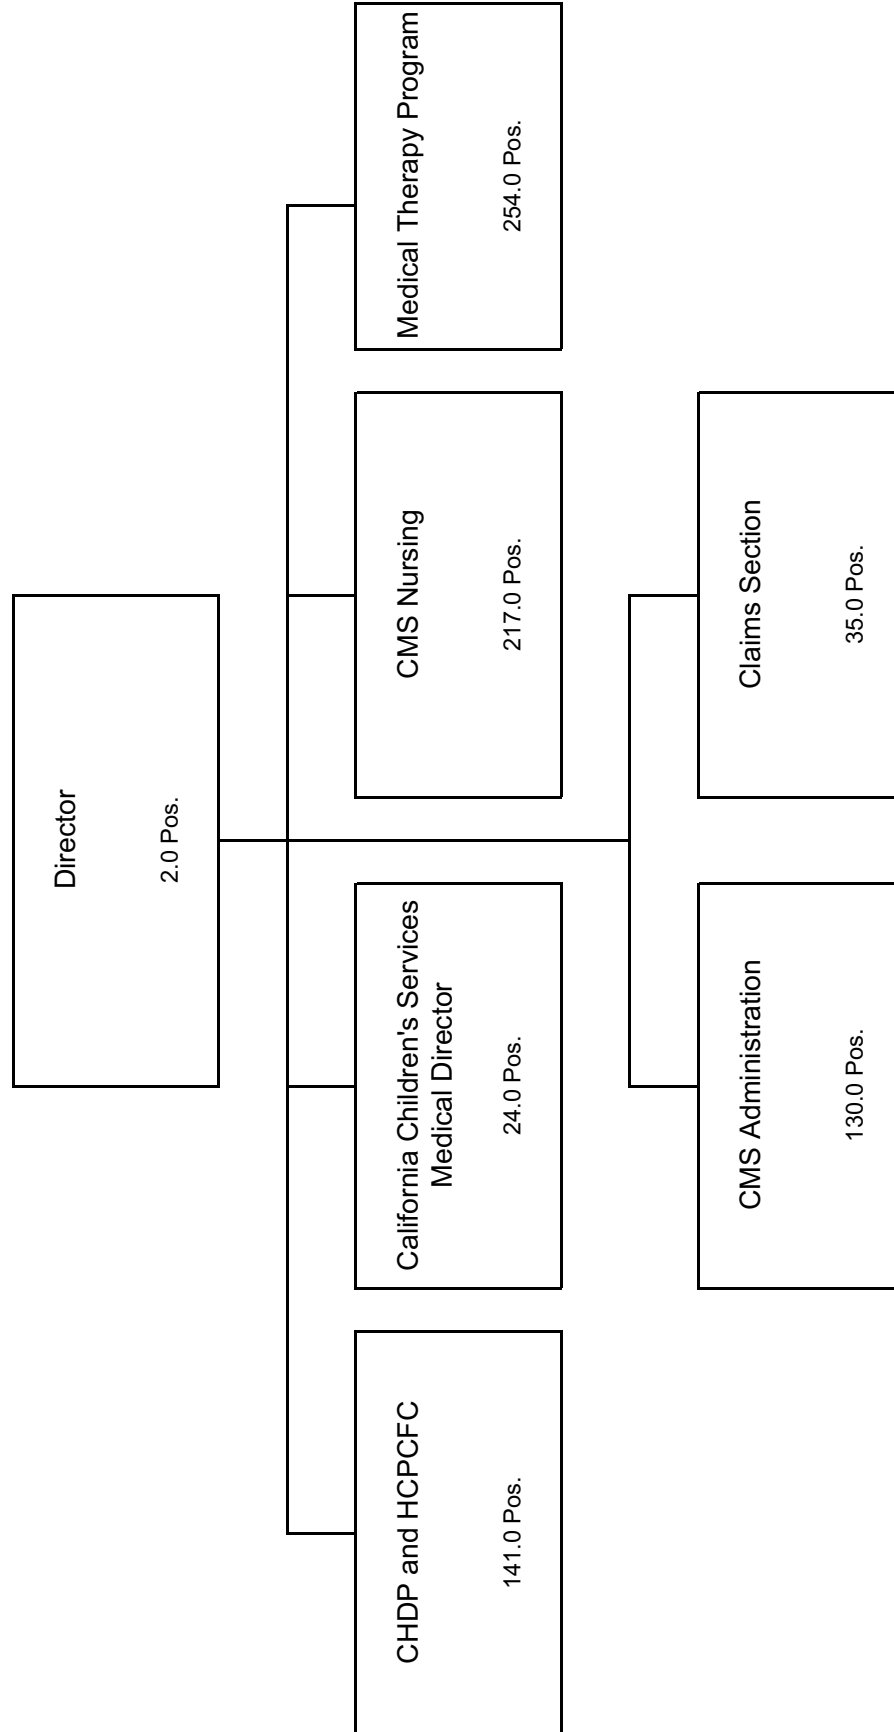 Director
2.0 Pos.
CHDP and HCPCFC
141.0 Pos.
California Children's Services
Medical Director
24.0 Pos.
CMS Nursing
217.0 Pos.
Medical Therapy Program
254.0 Pos.
CMS Administration
130.0 Pos.
Claims Section
35.0 Pos.